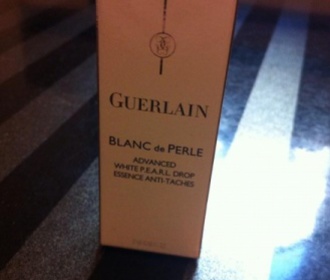 GUERLAIN
BLANC de PERLE
ADVANCED
WHITE P.E.A.R.L. DROP
ESSENCE ANTI-TACHES